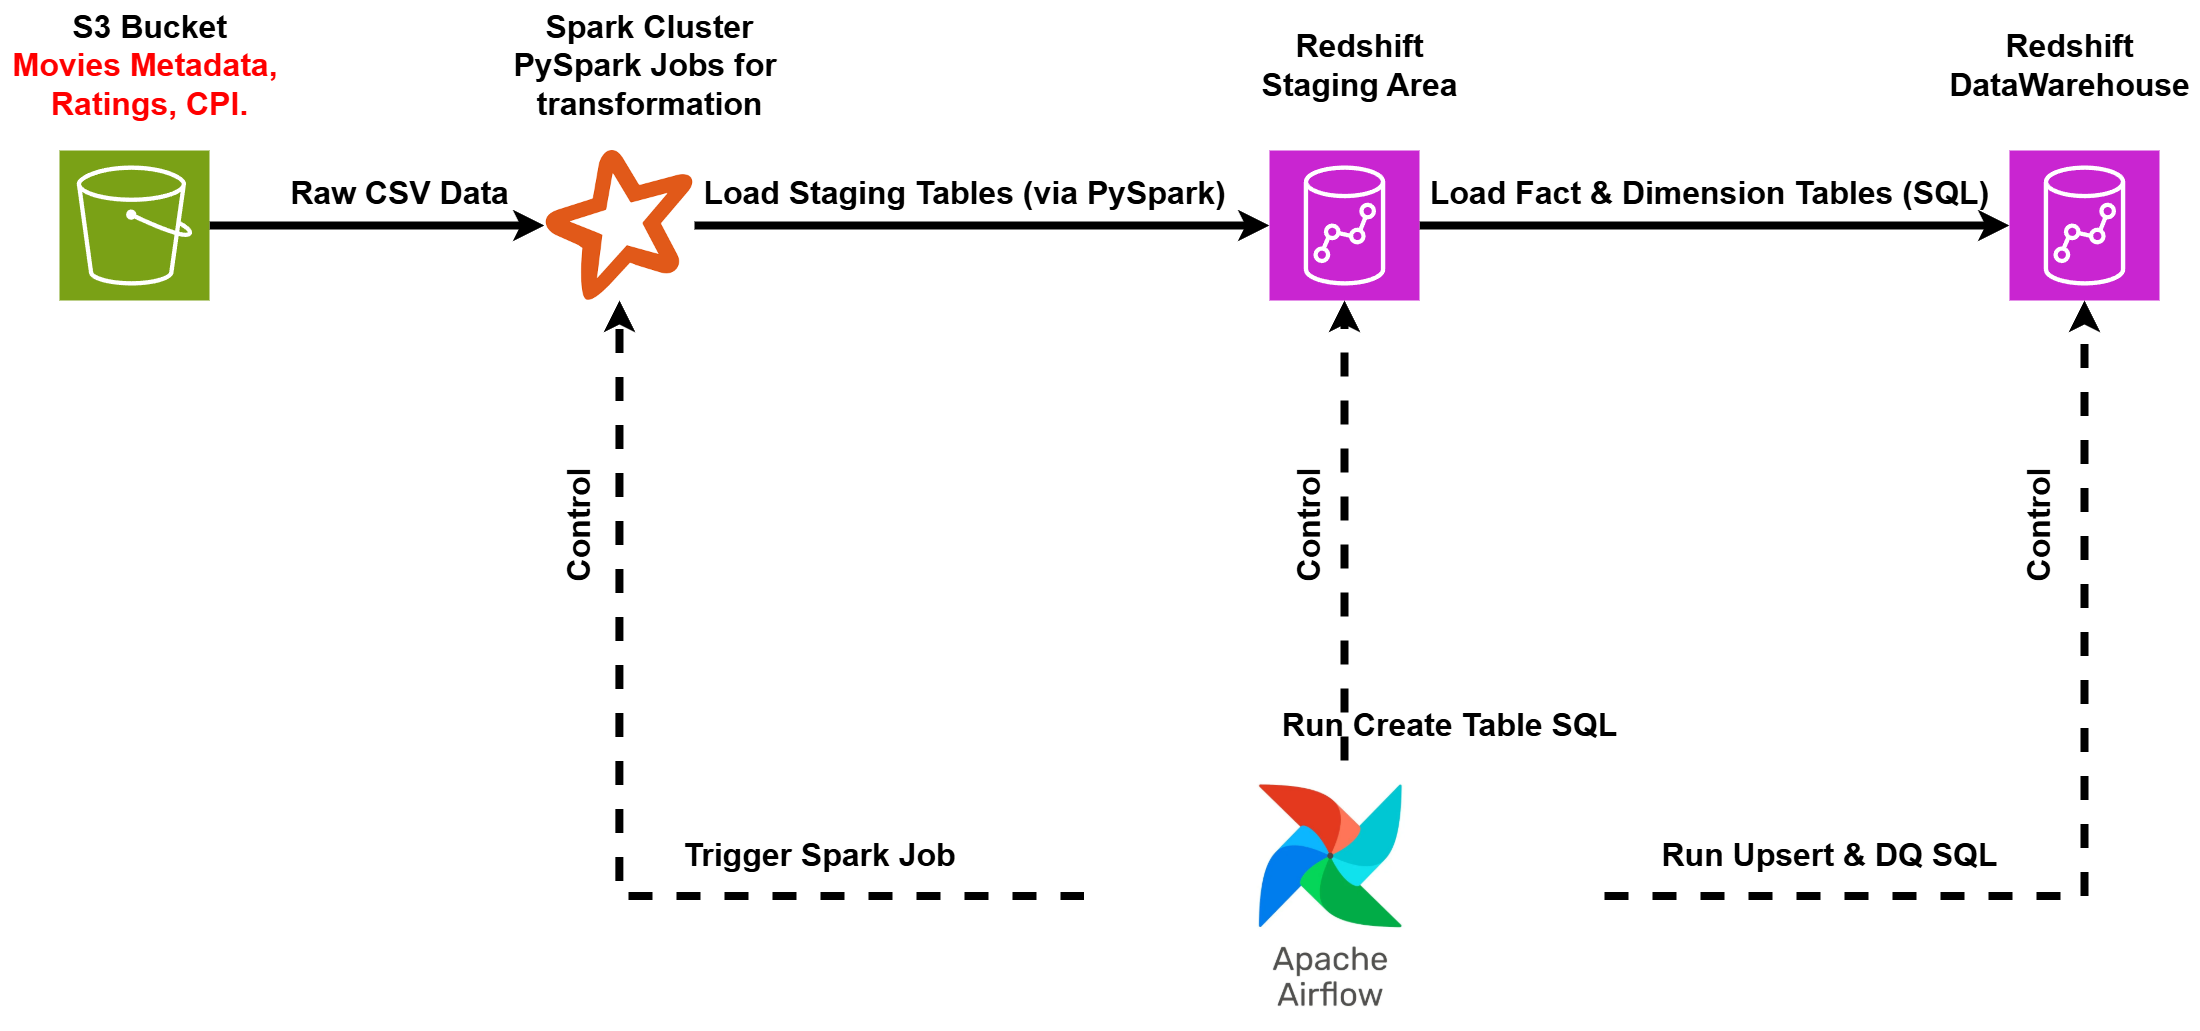 S3 Bucket
Movies Metadata,
Ratings, CPI.
Spark Cluster
PySpark Jobs for
transformation
Redshift
Staging Area
Redshift
DataWarehouse
Raw CSV Data
Load Staging Tables (via PySpark)
Load Fact & Dimension Tables (SQL)
Control
Control
Control
Run Create Table SQL
Trigger Spark Job
Run Upsert & DQ SQL
Apache
Airflow